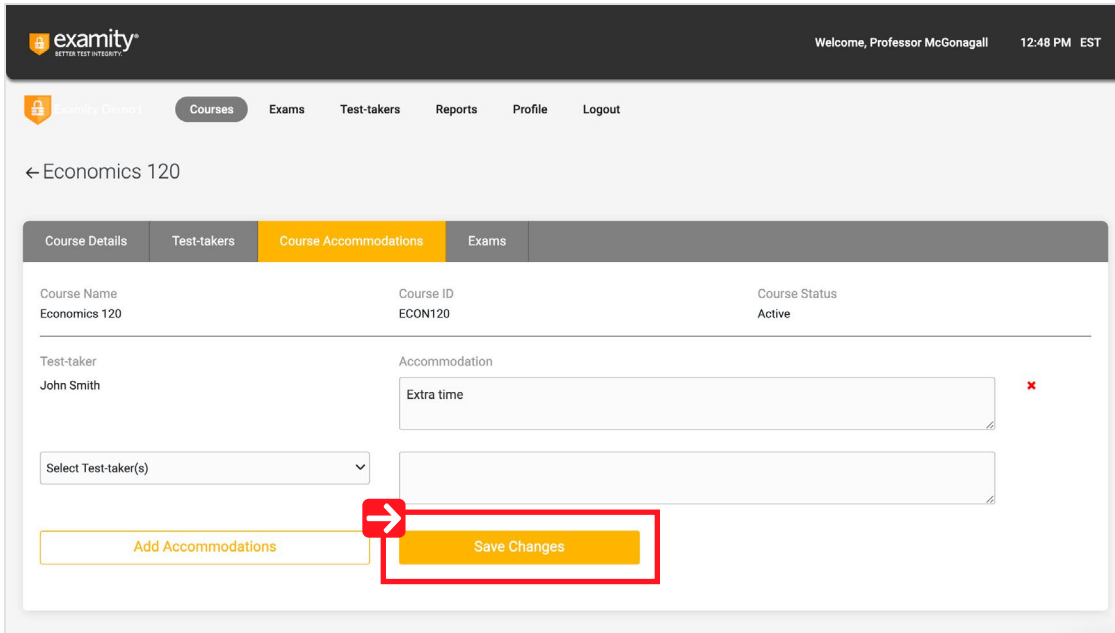 examity®
BETTER TEST INTEGRITY.
Welcome, Professor McGonagall 12:48 PM EST
Courses Exams Test-takers Reports Profile Logout
←Economics 120
Course Details Test-takers Course Accommodations Exams
Course Name Course ID Course Status
Economics 120 ECON120 Active
Test-taker Accommodation
John Smith
Extra time
Select Test-taker(s)
Add Accommodations Save Changes